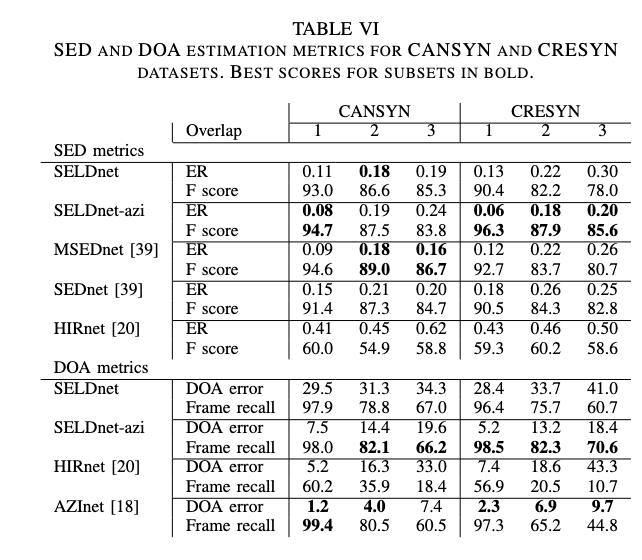 TABLE VI
SED AND DOA ESTIMATION METRICS FOR CANSYN AND CRESYN
DATASETS. BEST SCORES FOR SUBSETS IN BOLD.
CANSYN CRESYN
Overlap 1 2 3 1 2 3
SED metrics
SELDnet ER 0.11 0.18 0.19 0.13 0.22 0.30
F score 93.0 86.6 85.3 90.4 82.2 78.0
SELDnet-azi ER 0.08 0.19 0.24 0.06 0.18 0.20
F score 94.7 87.5 83.8 96.3 87.9 85.6
MSEDnet [39] ER 0.09 0.18 0.16 0.12 0.22 0.26
F score 94.6 89.0 86.7 92.7 83.7 80.7
SEDnet [39] ER 0.15 0.21 0.20 0.18 0.26 0.25
F score 91.4 87.3 84.7 90.5 84.3 82.8
HIRnet [20] ER 0.41 0.45 0.62 0.43 0.46 0.50
F score 60.0 54.9 58.8 59.3 60.2 58.6
DOA metrics
SELDnet DOA error 29.5 31.3 34.3 28.4 33.7 41.0
Frame recall 97.9 78.8 67.0 96.4 75.7 60.7
SELDnet-azi DOA error 7.5 14.4 19.6 5.2 13.2 18.4
Frame recall 98.0 82.1 66.2 98.5 82.3 70.6
HIRnet [20] DOA error 5.2 16.3 33.0 7.4 18.6 43.3
Frame recall 60.2 35.9 18.4 56.9 20.5 10.7
AZInet [18] DOA error 1.2 4.0 7.4 2.3 6.9 9.7
Frame recall 99.4 80.5 60.5 97.3 65.2 44.8